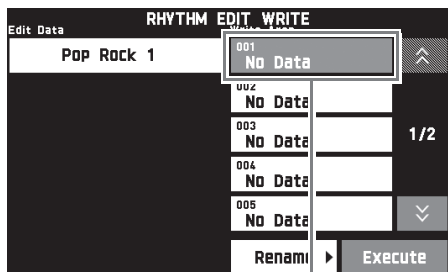 RHYTHM EDIT WRITE
Edit Data
Pop Rock 1
001
No Data
002
No Data
003
No Data
004
No Data
005
No Data
1/2
Execute